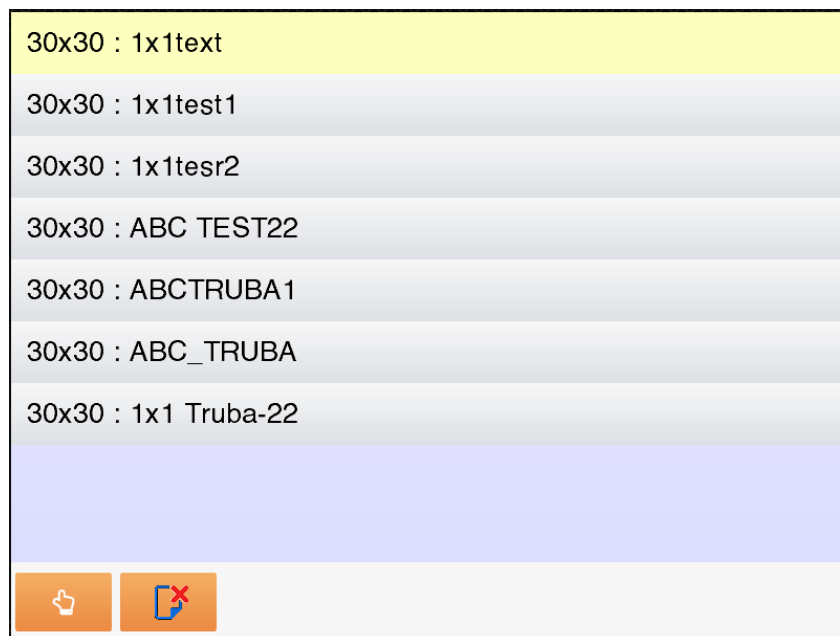 30x30 : 1x1text
30x30 : 1x1test1
30x30 : 1x1tesr2
30x30 : ABC TEST22
30x30 : ABCTRUBA1
30x30 : ABC_TRUBA
30x30 : 1x1 Truba-22